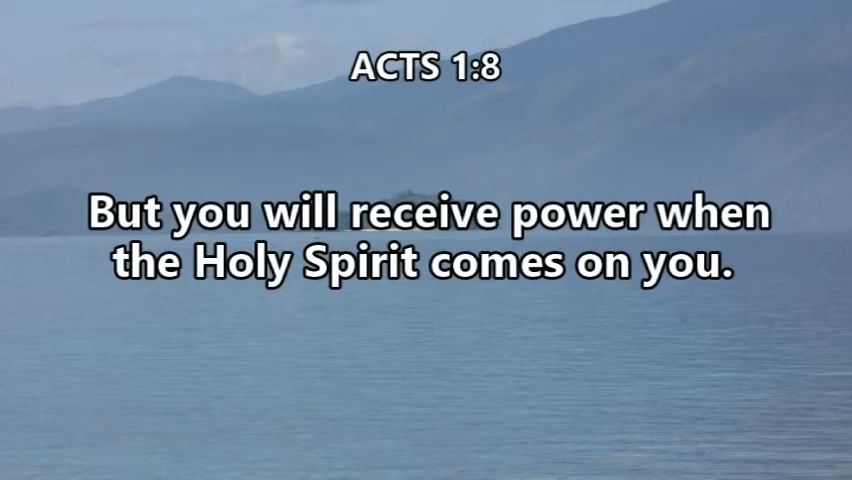 ACTS 1:8
But you will receive power when
the Holy Spirit comes on you.